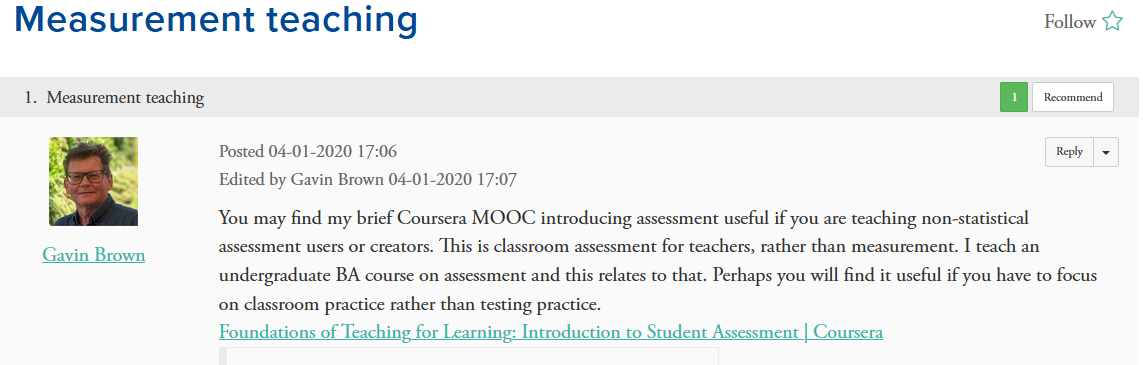 Measurement teaching
Follow
1. Measurement teaching
1
Recommend
Posted 04-01-2020 17:06
Reply
Edited by Gavin Brown 04-01-2020 17:07
You may find my brief Coursera MOOC introducing assessment useful if you are teaching non-statistical
assessment users or creators. This is classroom assessment for teachers, rather than measurement. I teach an
undergraduate BA course on assessment and this relates to that. Perhaps you will find it useful if you have to focus
on classroom practice rather than testing practice.
Foundations of Teaching for Learning: Introduction to Student Assessment | Coursera
Gavin Brown